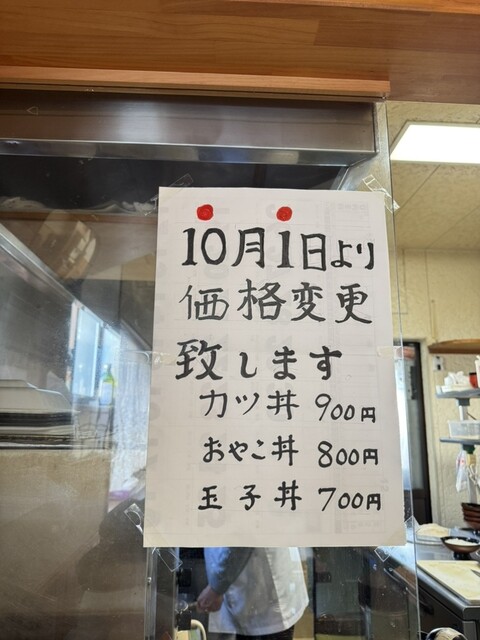 10月1日より
価格変更
致します
カツ丼 900円
おやこ丼 800円
玉子丼 700円